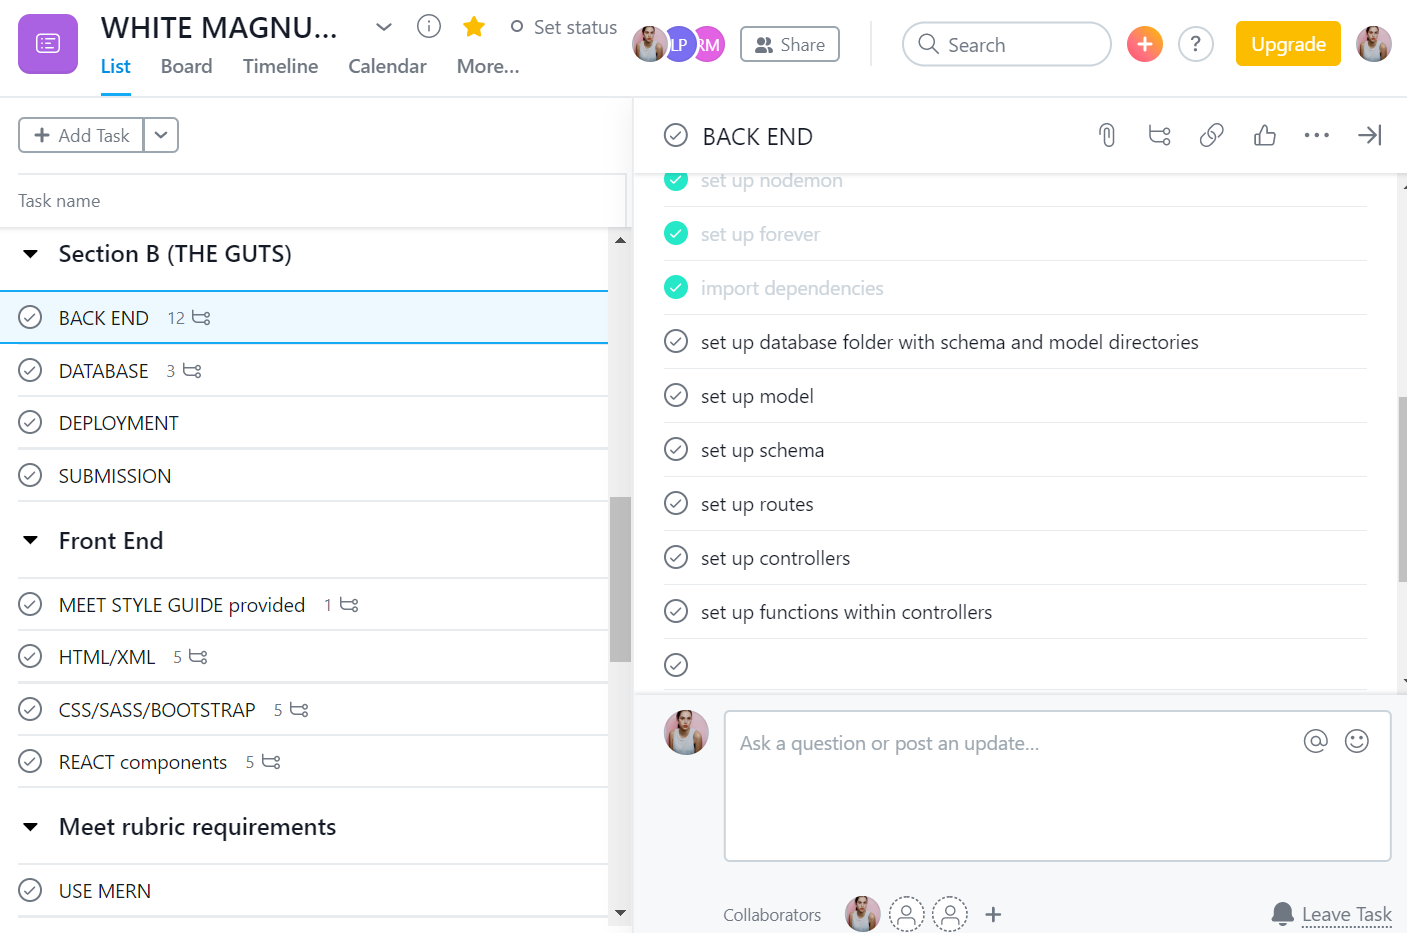 WHITE MAGNU...
Set status
LP
RM
Share
Search
?
Upgrade
List
Board
Timeline
Calendar
More...
Add Task
Task name
Section B (THE GUTS)
BACK END 12
DATABASE 3
DEPLOYMENT
SUBMISSION
Front End
MEET STYLE GUIDE provided 1
HTML/XML 5
CSS/SASS/BOOTSTRAP 5
REACT components 5
Meet rubric requirements
USE MERN
BACK END
set up nodemon
set up forever
import dependencies
set up database folder with schema and model directories
set up model
set up schema
set up routes
set up controllers
set up functions within controllers
Ask a question or post an update...
Collaborators
Leave Task